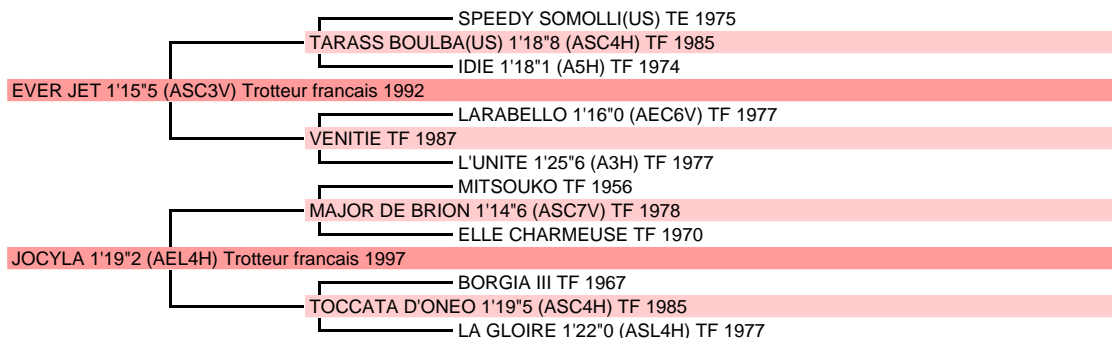 SPEEDY SOMOLLI(US) TE 1975
TARASS BOULBA(US) 1'18"8 (ASC4H) TF 1985
IDIE 1'18"1 (A5H) TF 1974
EVER JET 1'15"5 (ASC3V) Trotteur francais 1992
LARABELLO 1'16"0 (AEC6V) TF 1977
VENITIE TF 1987
L'UNITE 1'25"6 (A3H) TF 1977
MITSOUKO TF 1956
MAJOR DE BRION 1'14"6 (ASC7V) TF 1978
ELLE CHARMEUSE TF 1970
JOCYLA 1'19"2 (AEL4H) Trotteur francais 1997
BORGIA III TF 1967
TOCCATA D'ONEO 1'19"5 (ASC4H) TF 1985
LA GLOIRE 1'22"0 (ASL4H) TF 1977